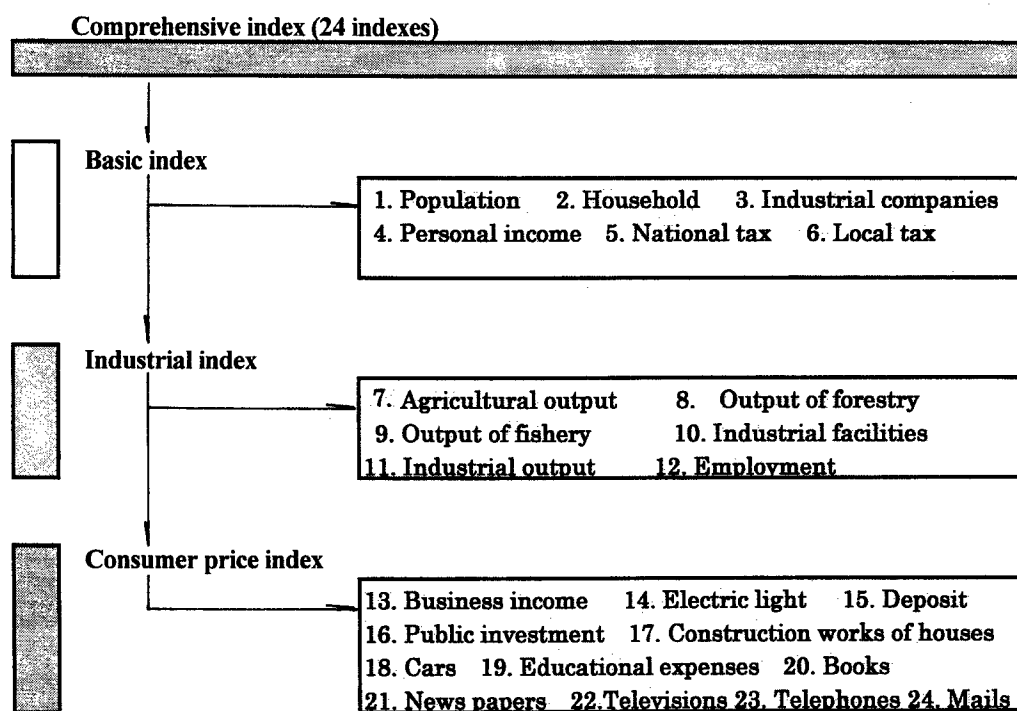 Comprehensive index (24 indexes)
Basic index
1. Population 2. Household 3. Industrial companies
4. Personal income 5. National tax 6. Local tax
Industrial index
7. Agricultural output 8. Output of forestry
9. Output of fishery 10. Industrial facilities
11. Industrial output 12. Employment
Consumer price index
13. Business income 14. Electric light 15. Deposit
16. Public investment 17. Construction works of houses
18. Cars 19. Educational expenses 20. Books
21. News papers 22.Televisions 23. Telephones 24. Mails